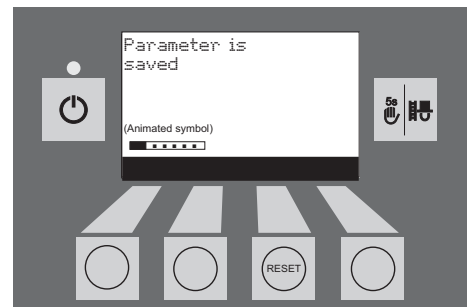 Parameter is
saved
5s
(Animated symbol)
RESET